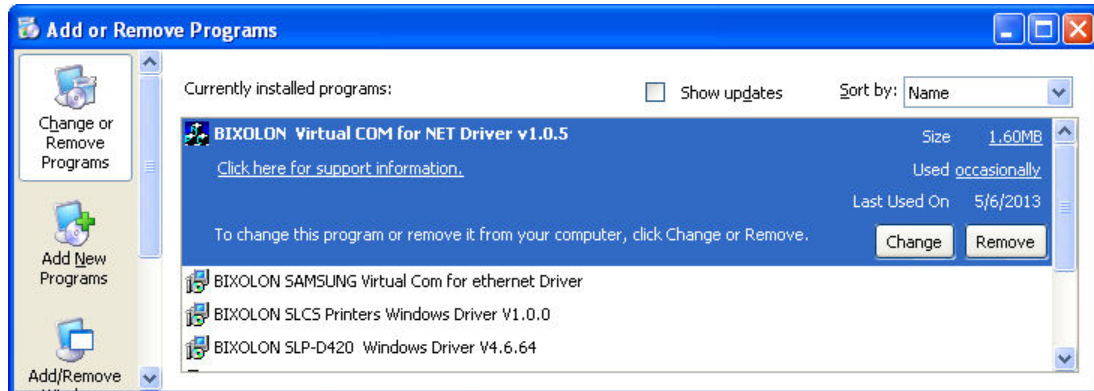 Add or Remove Programs
Change or
Remove
Programs
Add New
Programs
Add/Remove
Currently installed programs:
Show updates
Sort by: Name
BIXOLON Virtual COM for NET Driver v1.0.5
Size 1.60MB
Click here for support information.
Used occasionally
Last Used On 5/6/2013
To change this program or remove it from your computer, click Change or Remove.
Change Remove
BIXOLON SAMSUNG Virtual Com for ethernet Driver
BIXOLON SLCS Printers Windows Driver V1.0.0
BIXOLON SLP-D420 Windows Driver V4.6.64